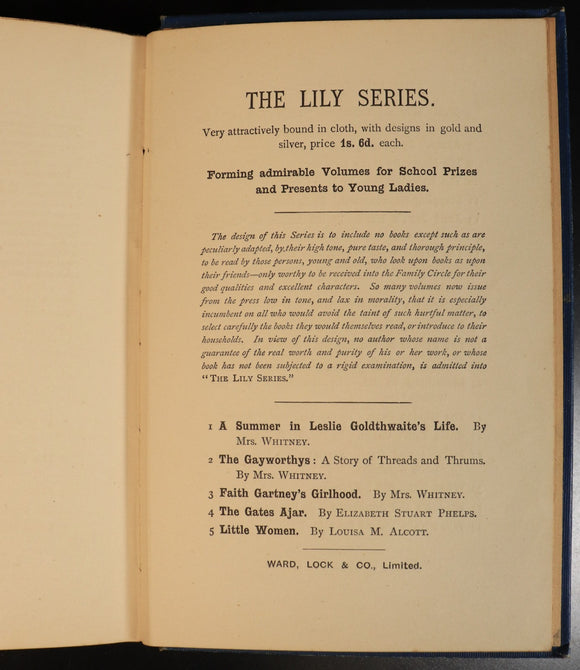 THE LILY SERIES.
Very attractively bound in cloth, with designs in gold and
silver, price 1s. 6d. each.
Forming admirable Volumes for School Prizes
and Presents to Young Ladies.
The design of this Series is to include no books except such as are
peculiarly adapted, by their high tone, pure taste, and thorough principle,
to be read by those persons, young and old, who look upon books as upon
their friends—only worthy to be received into the Family Circle for their
good qualities and excellent characters. So many volumes now issue
from the press low in tone, and lax in morality, that it is especially
incumbent on all who would avoid the taint of such hurtful matter, to
select carefully the books they would themselves read, or introduce to their
households. In view of this design, no author whose name is not a
guarantee of the real worth and purity of his or her work, or whose
book has not been subjected to a rigid examination, is admitted into
"THE LILY SERIES."
1 A Summer in Leslie Goldthwaite's Life. By
Mrs. WHITNEY.
2 The Gayworthys: A Story of Threads and Thrums.
By Mrs. WHITNEY.
3 Faith Gartney's Girlhood. By Mrs. WHITNEY.
4 The Gates Ajar. By ELIZABETH STUART PHELPS.
5 Little Women. By LOUISA M. ALCOTT.
WARD, LOCK & CO., Limited.